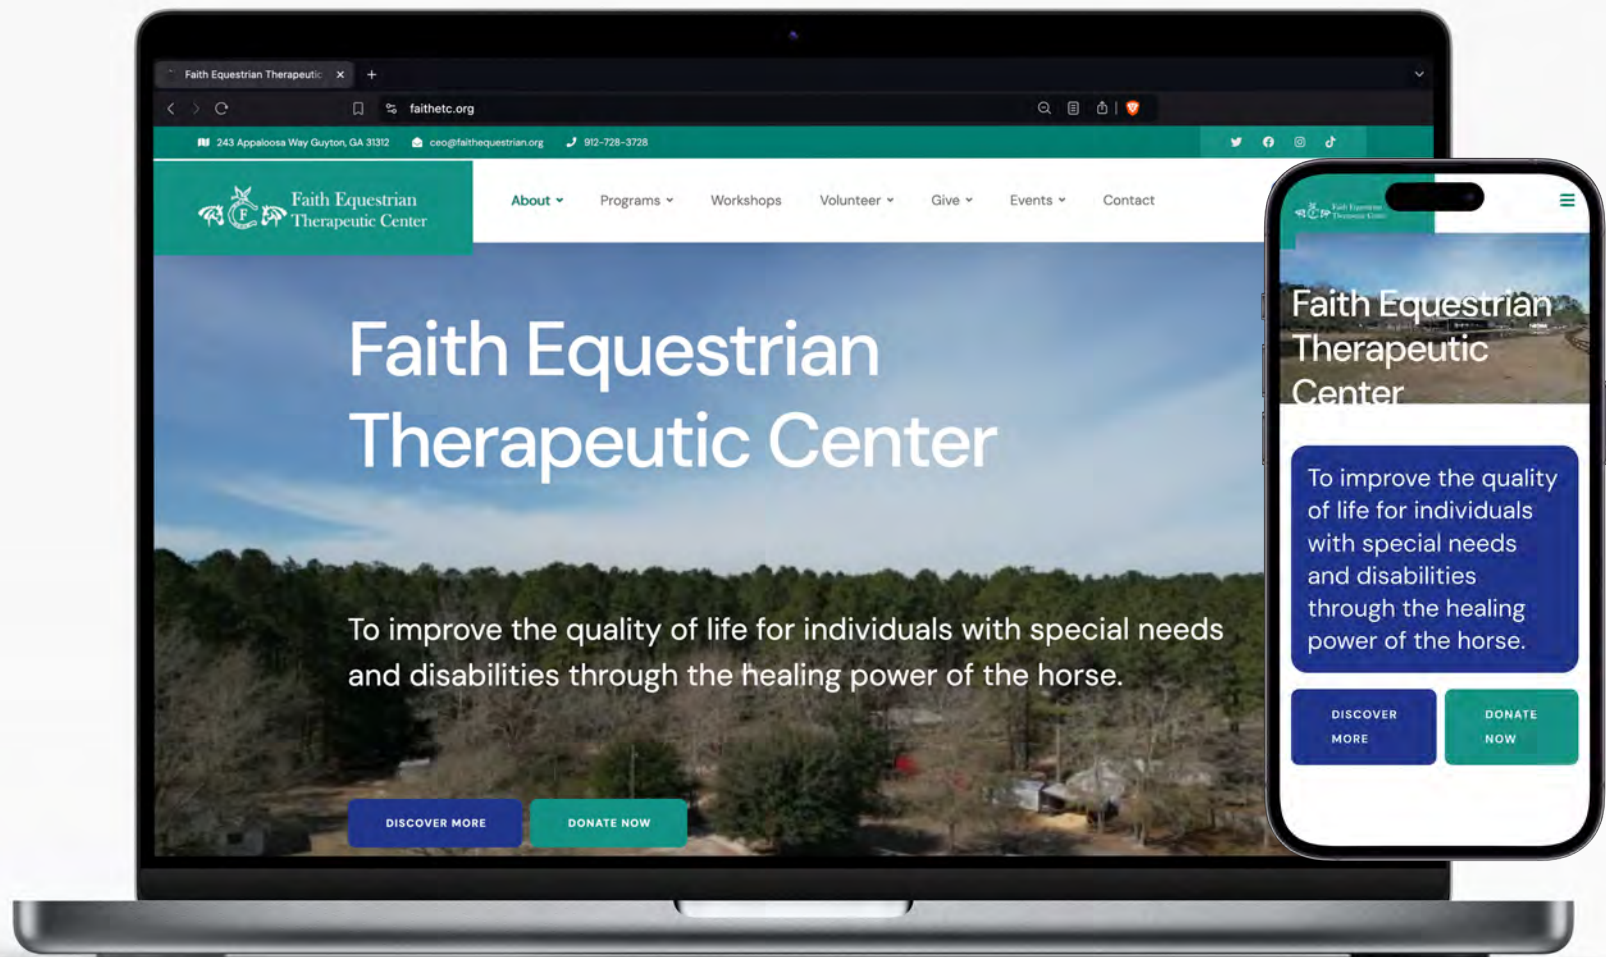 Faith Equestrian Therapeutic
faithetc.org
243 Appaloosa Way Guyton, GA 31312 ceo@faithequestrian.org 912-728-3728
F
Faith Equestrian
Therapeutic Center
About Programs Workshops Volunteer Give Events Contact
Faith Equestrian
Therapeutic Center
To improve the quality of life for individuals with special needs
and disabilities through the healing power of the horse.
DISCOVER MORE DONATE NOW
Faith Equestrian
Therapeutic Center
Faith Equestrian
Therapeutic
Center
To improve the quality
of life for individuals
with special needs
and disabilities
through the healing
power of the horse.
DISCOVER
MORE
DONATE
NOW